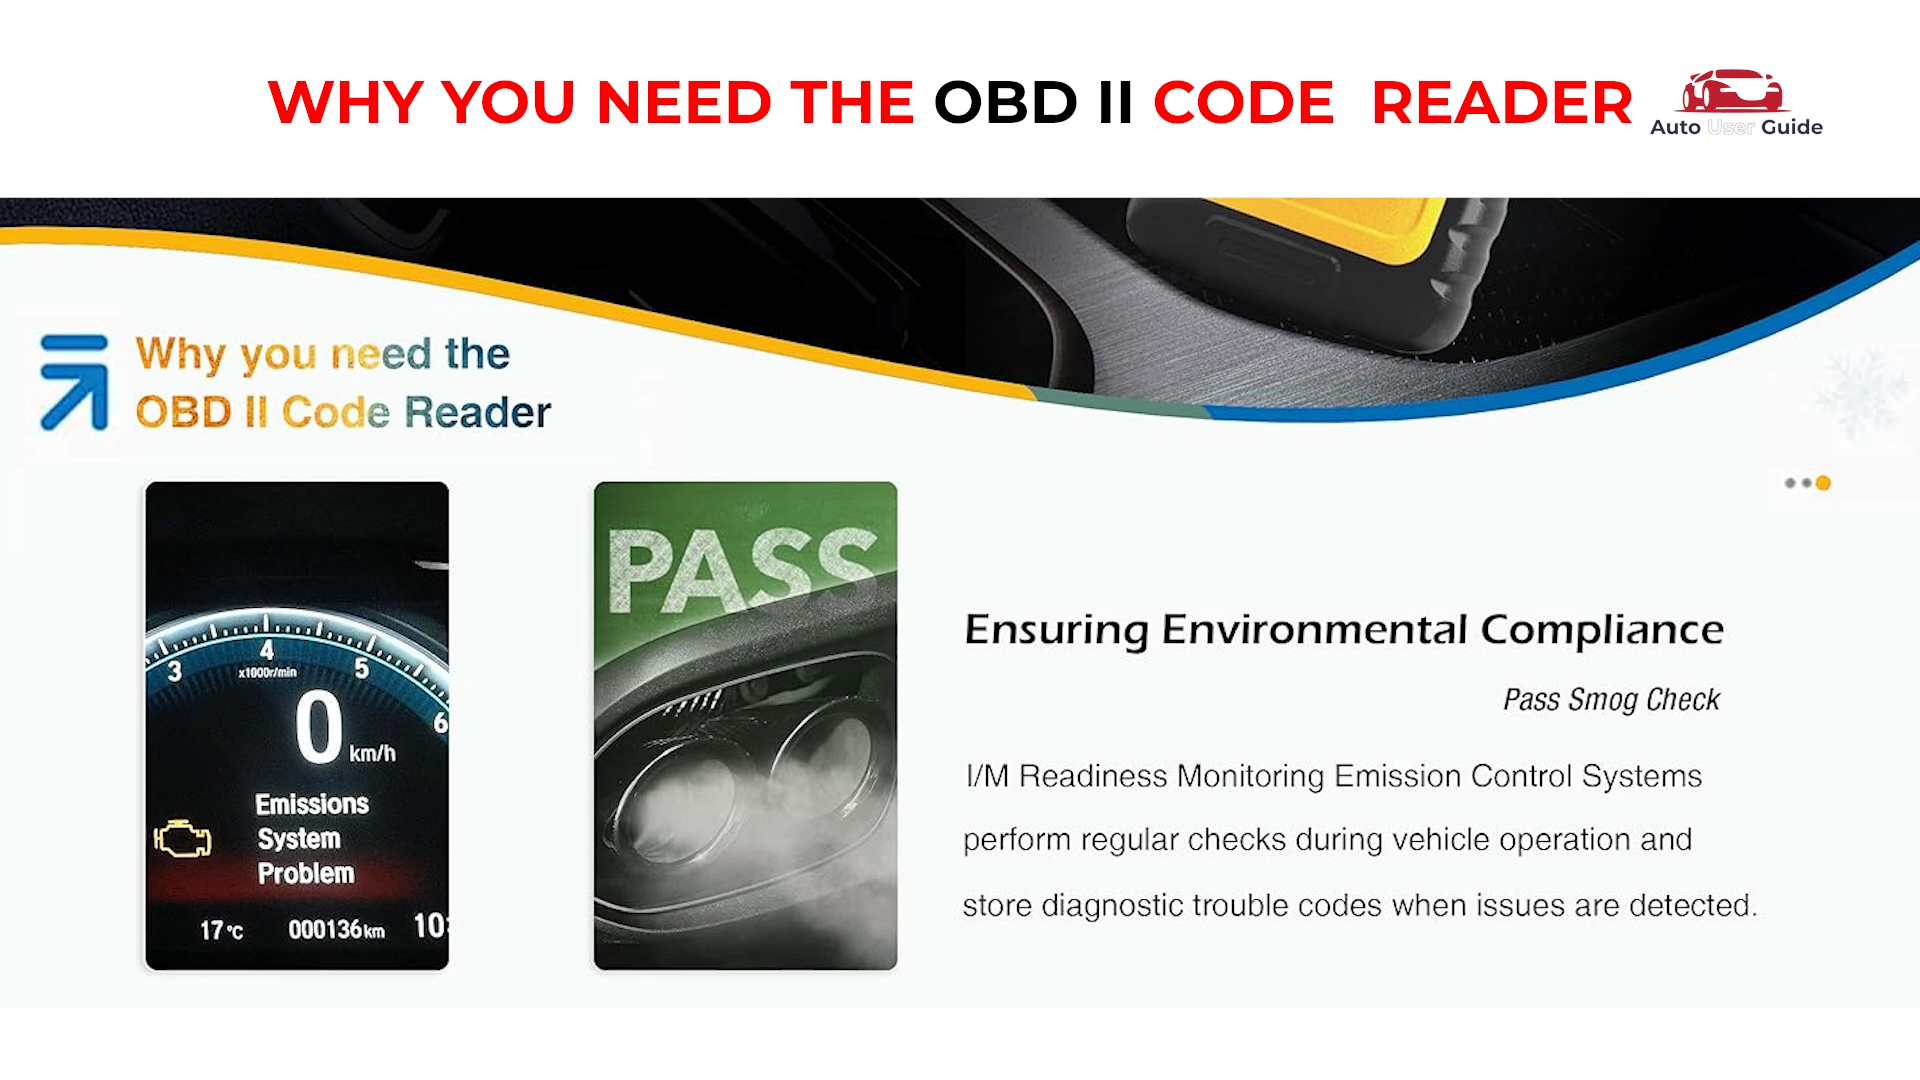 WHY YOU NEED THE OBD II CODE READER
Auto User Guide
Why you need the
OBD II Code Reader
PASS
3
4
5
6
x1000r/min
0 km/h
Emissions
System
Problem
17°C 000136km 10:
Ensuring Environmental Compliance
Pass Smog Check
I/M Readiness Monitoring Emission Control Systems
perform regular checks during vehicle operation and
store diagnostic trouble codes when issues are detected.